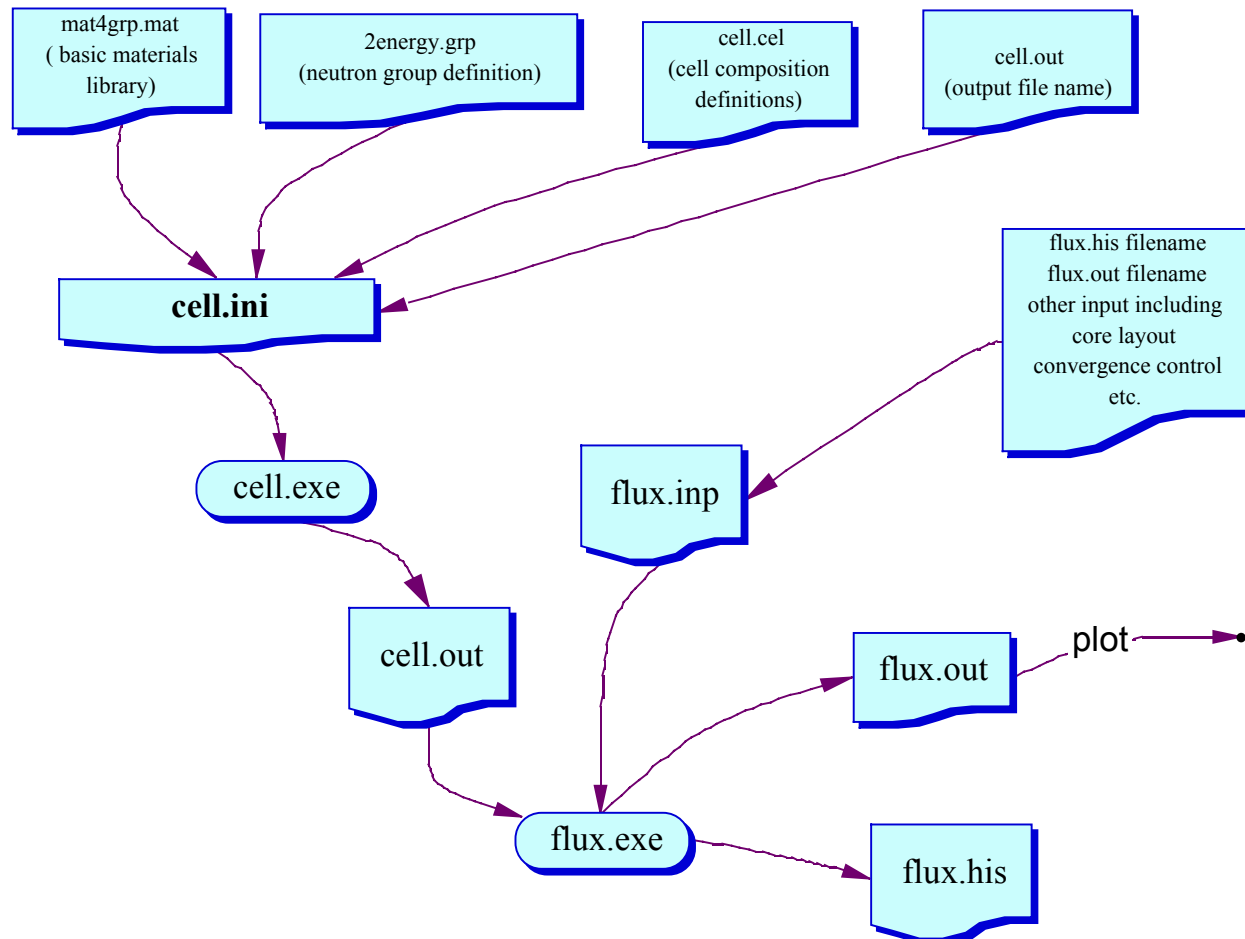 mat4grp.mat
( basic materials
library)
2energy.grp
(neutron group definition)
cell.cel
(cell composition
definitions)
cell.out
(output file name)
cell.ini
flux.his filename
flux.out filename
other input including
core layout
convergence control
etc.
cell.exe
flux.inp
cell.out
flux.out
plot
flux.exe
flux.his